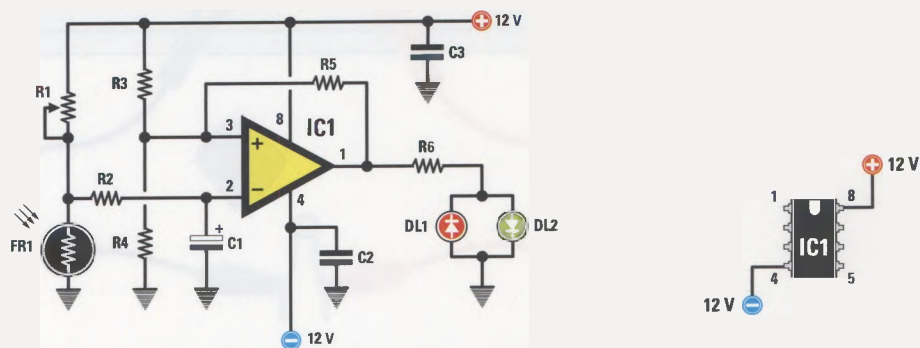 + 12 V
C3
R3
R5
R1
8
IC1
3
+
1
R6
2
−
4
R2
+
FR1
R4
C1
C2
DL1
DL2
− 12 V
+ 12 V
1
8
IC1
4
5
12 V −